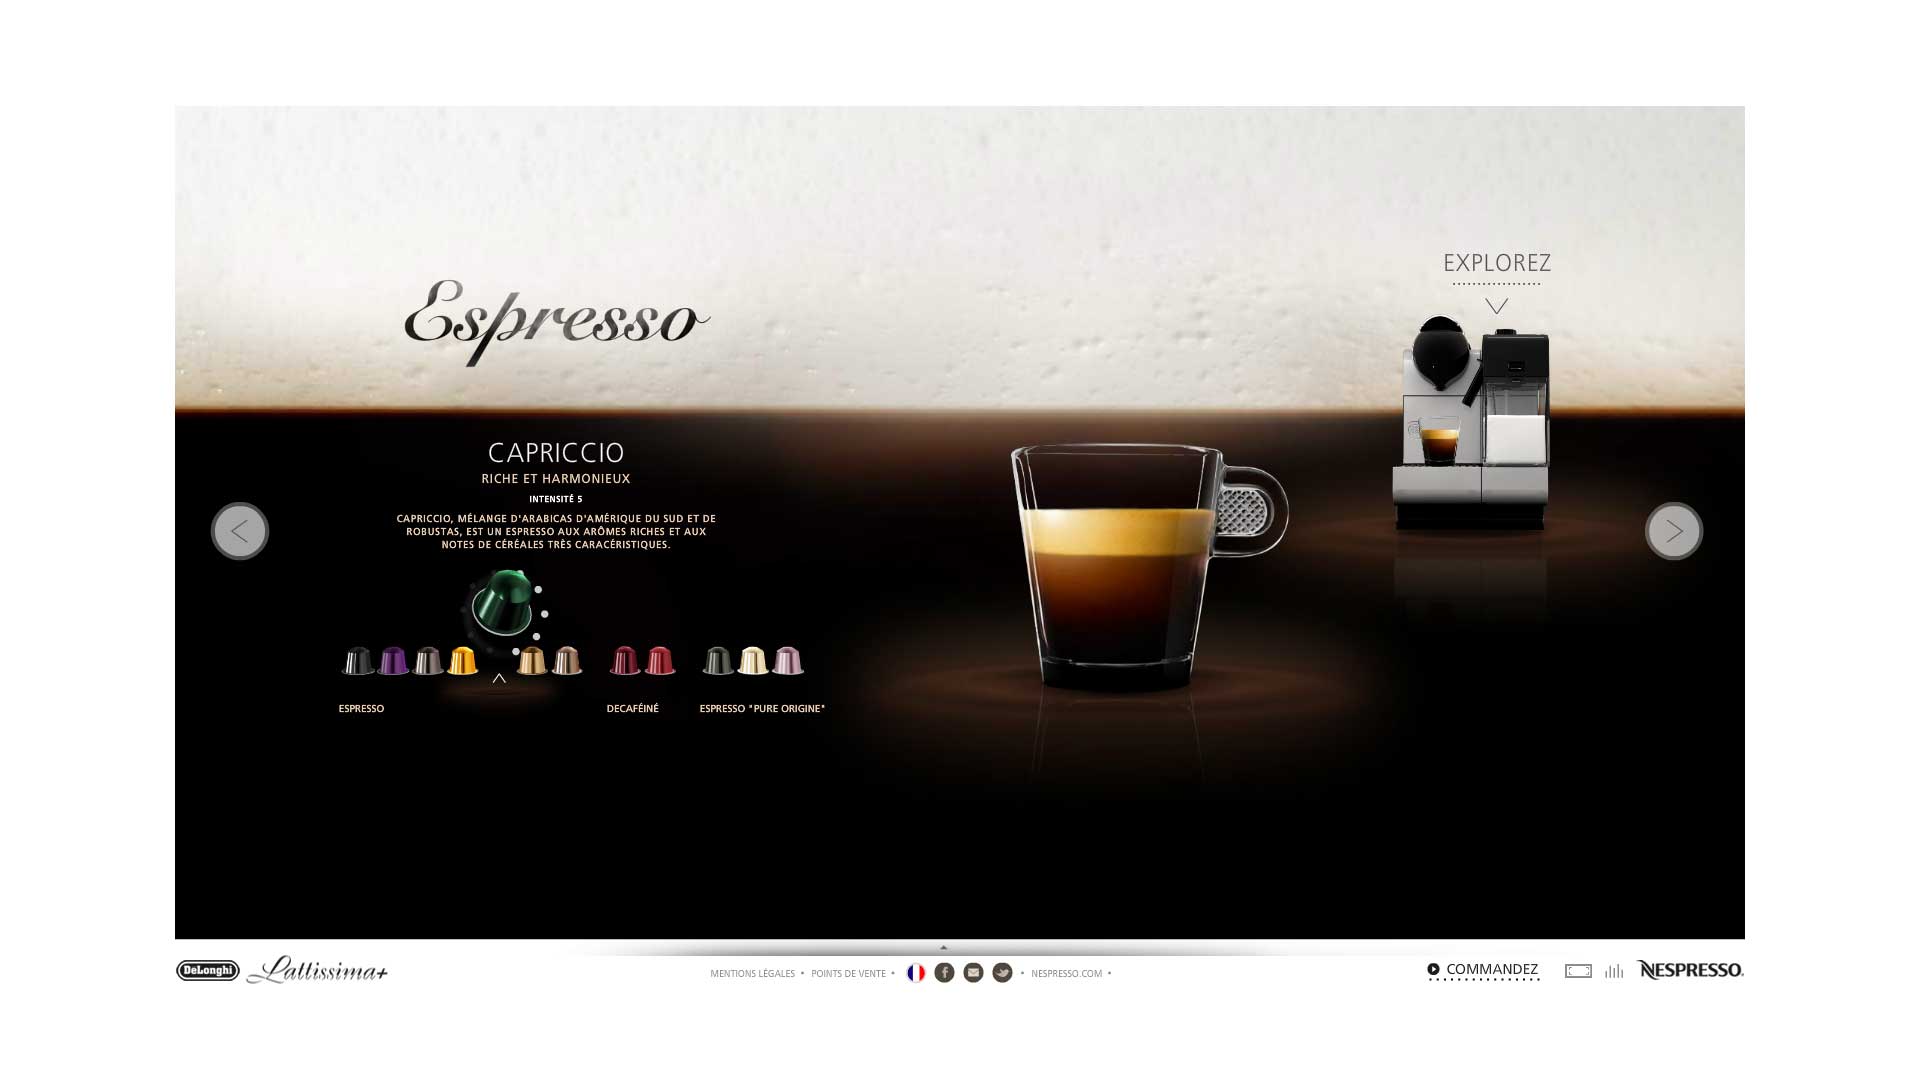 Espresso
EXPLOREZ
CAPRICCIO
RICHE ET HARMONIEUX
INTENSITÉ 5
CAPRICCIO, MÉLANGE D'ARABICAS D'AMÉRIQUE DU SUD ET DE
ROBUSTAS, EST UN ESPRESSO AUX ARÔMES RICHES ET AUX
NOTES DE CÉRÉALES TRÈS CARACÉRISTIQUES.
ESPRESSO
DECAFÉINÉ
ESPRESSO "PURE ORIGINE"
DeLonghi Lattissima+
MENTIONS LÉGALES • POINTS DE VENTE • • NESPRESSO.COM •
COMMANDEZ
NESPRESSO.